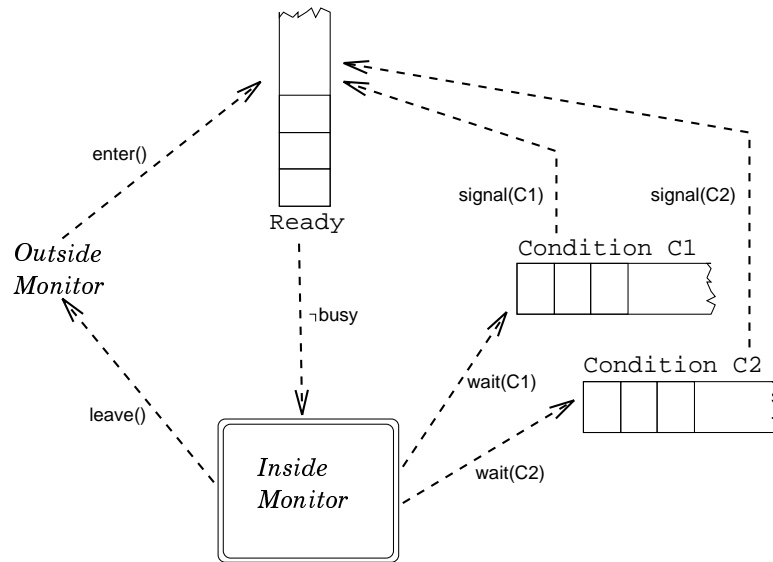 enter()
Ready
signal(C1)
signal(C2)
Outside
Monitor
Condition C1
¬busy
Condition C2
wait(C1)
leave()
Inside
Monitor
wait(C2)